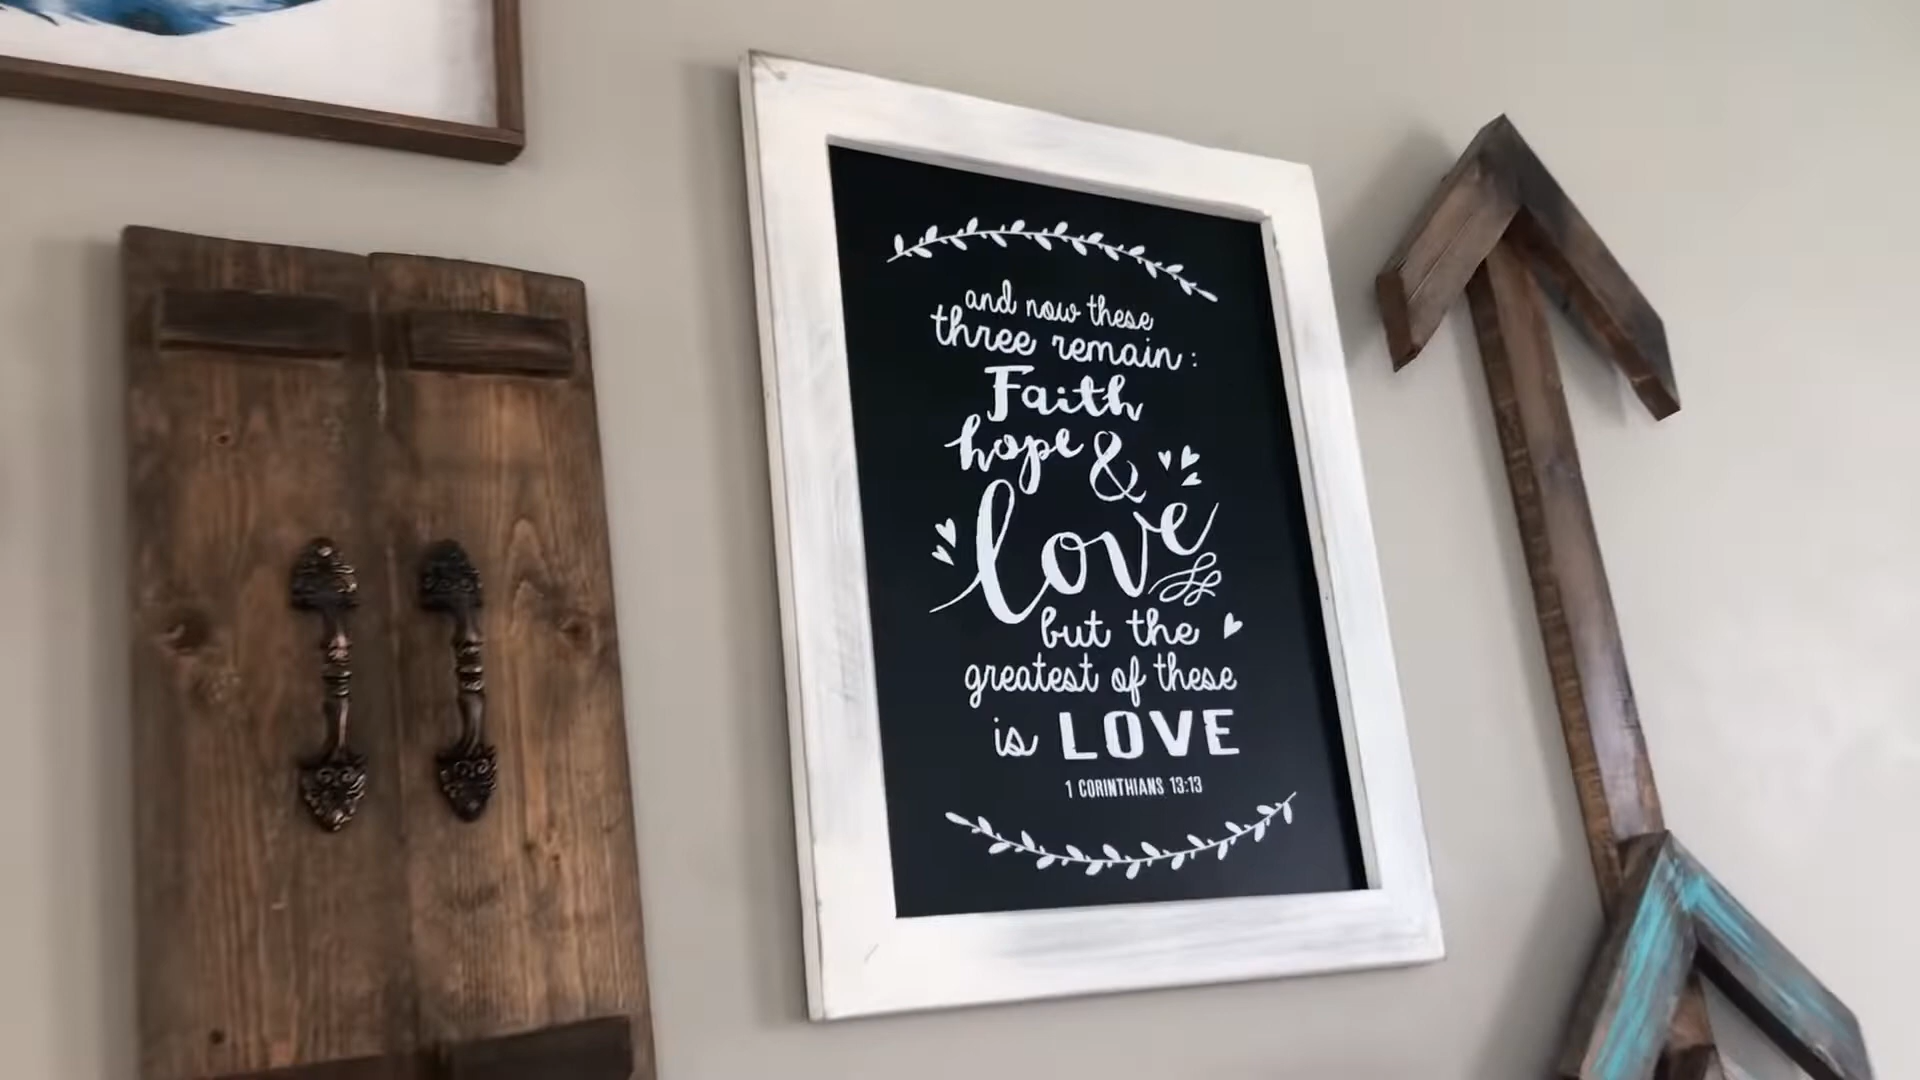 and now these
three remain:
Faith
hope &
love
but the
greatest of these
is LOVE
1 CORINTHIANS 13:13